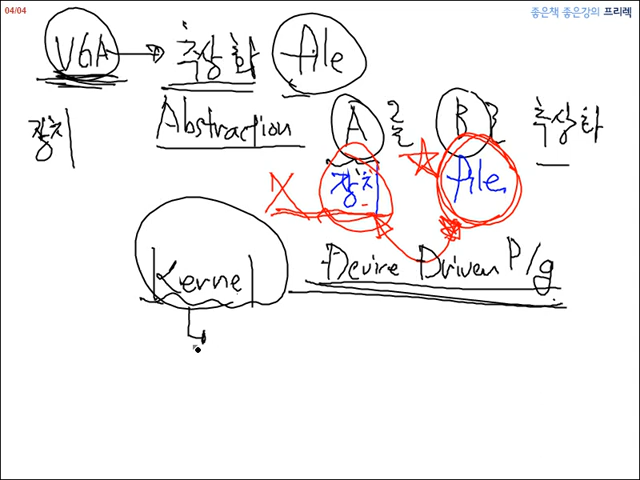 04/04 좋은책 좋은강의 프리렉
VGA → 추상화 file
장치 Abstraction A를 B로 추상화
X 장치 file
Kernel Device Driven P/g